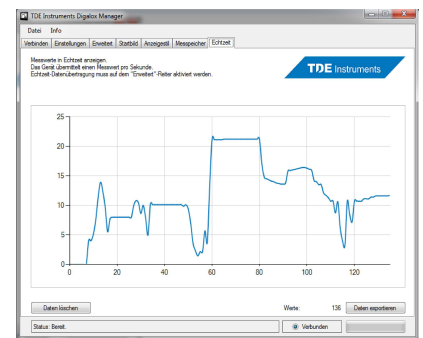 TDE Instruments Digalox Manager
Datei Info
Verbinden Einstellungen Erweitert Startbild Anzeigestil Messpeicher Echtzeit
Messwerte in Echtzeit anzeigen.
Das Gerät übermittelt einen Messwert pro Sekunde.
Echtzeit-Datenübertragung muss auf dem "Erweitert"-Reiter aktiviert werden.
TDE Instruments
25
20
15
10
5
0
0 20 40 60 80 100 120
Daten löschen Werte: 136 Daten exportieren
Status: Bereit. Verbunden